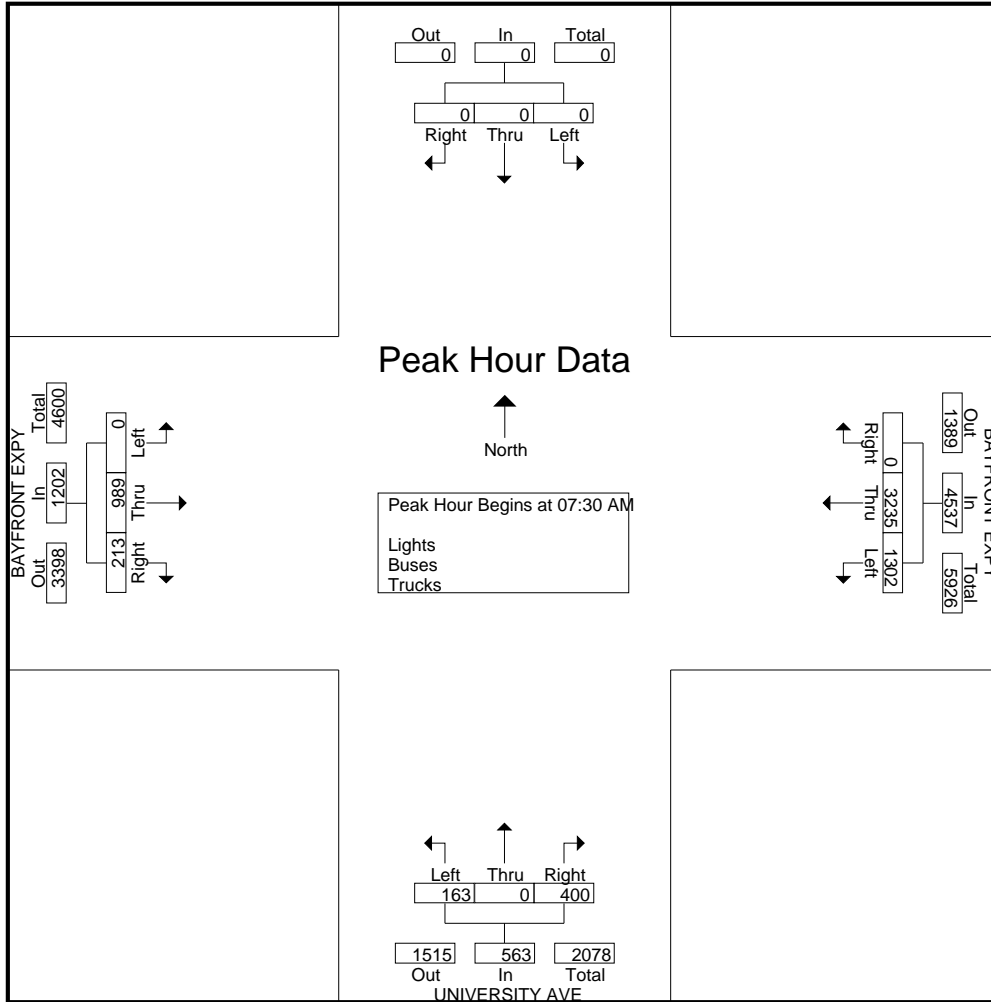 Out In Total
0 0 0
0 0 0
Right Thru Left
Peak Hour Data
North
Peak Hour Begins at 07:30 AM
Lights
Buses
Trucks
BAYFRONT EXPY
Out In Total
3398 1202 4600
213 989 0
Right Thru Left
BAYFRONT EXPY
Out In Total
1389 4537 5926
0 3235 1302
Right Thru Left
Left Thru Right
163 0 400
1515 563 2078
Out In Total
UNIVERSITY AVE